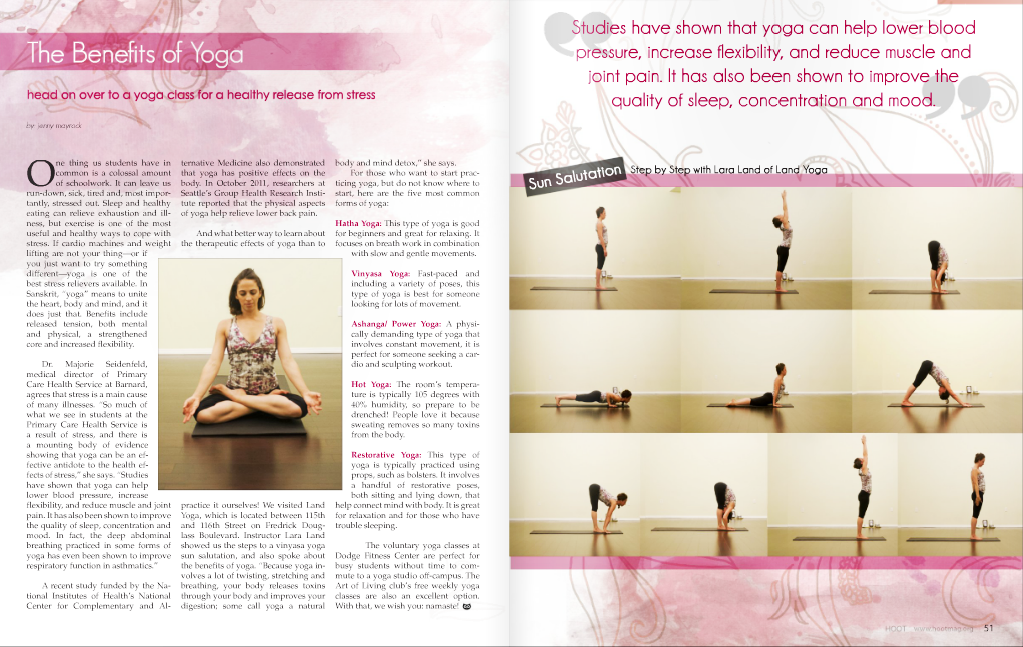 The Benefits of Yoga
head on over to a yoga class for a healthy release from stress
by jenny mayrock
One thing us students have in
common is a colossal amount
of schoolwork. It can leave us
run-down, sick, tired and, most impor-
tantly, stressed out. Sleep and healthy
eating can relieve exhaustion and ill-
ness, but exercise is one of the most
useful and healthy ways to cope with
stress. If cardio machines and weight
lifting are not your thing—or if
you just want to try something
different—yoga is one of the
best stress relievers available. In
Sanskrit, "yoga" means to unite
the heart, body and mind, and it
does just that. Benefits include
released tension, both mental
and physical, a strengthened
core and increased flexibility.
Dr. Majorie Seidenfeld,
medical director of Primary
Care Health Service at Barnard,
agrees that stress is a main cause
of many illnesses. "So much of
what we see in students at the
Primary Care Health Service is
a result of stress, and there is
a mounting body of evidence
showing that yoga can be an ef-
fective antidote to the health ef-
fects of stress," she says. "Studies
have shown that yoga can help
lower blood pressure, increase
flexibility, and reduce muscle and joint
pain. It has also been shown to improve
the quality of sleep, concentration and
mood. In fact, the deep abdominal
breathing practiced in some forms of
yoga has even been shown to improve
respiratory function in asthmatics."
A recent study funded by the Na-
tional Institutes of Health's National
Center for Complementary and Al-
ternative Medicine also demonstrated
that yoga has positive effects on the
body. In October 2011, researchers at
Seattle's Group Health Research Insti-
tute reported that the physical aspects
of yoga help relieve lower back pain.
And what better way to learn about
the therapeutic effects of yoga than to
practice it ourselves! We visited Land
Yoga, which is located between 115th
and 116th Street on Fredrick Doug-
lass Boulevard. Instructor Lara Land
showed us the steps to a vinyasa yoga
sun salutation, and also spoke about
the benefits of yoga. "Because yoga in-
volves a lot of twisting, stretching and
breathing, your body releases toxins
through your body and improves your
digestion; some call yoga a natural
body and mind detox," she says.
For those who want to start prac-
ticing yoga, but do not know where to
start, here are the five most common
forms of yoga:
Hatha Yoga: This type of yoga is good
for beginners and great for relaxing. It
focuses on breath work in combination
with slow and gentle movements.
Vinyasa Yoga: Fast-paced and
including a variety of poses, this
type of yoga is best for someone
looking for lots of movement.
Ashanga/ Power Yoga: A physi-
cally demanding type of yoga that
involves constant movement, it is
perfect for someone seeking a car-
dio and sculpting workout.
Hot Yoga: The room's tempera-
ture is typically 105 degrees with
40% humidity, so prepare to be
drenched! People love it because
sweating removes so many toxins
from the body.
Restorative Yoga: This type of
yoga is typically practiced using
props, such as bolsters. It involves
a handful of restorative poses,
both sitting and lying down, that
help connect mind with body. It is great
for relaxation and for those who have
trouble sleeping.
The voluntary yoga classes at
Dodge Fitness Center are perfect for
busy students without time to com-
mute to a yoga studio off-campus. The
Art of Living club's free weekly yoga
classes are also an excellent option.
With that, we wish you: namaste!
Studies have shown that yoga can help lower blood
pressure, increase flexibility, and reduce muscle and
joint pain. It has also been shown to improve the
quality of sleep, concentration and mood.
Sun Salutation Step by Step with Lara Land of Land Yoga
HOOT www.hootmag.org 51